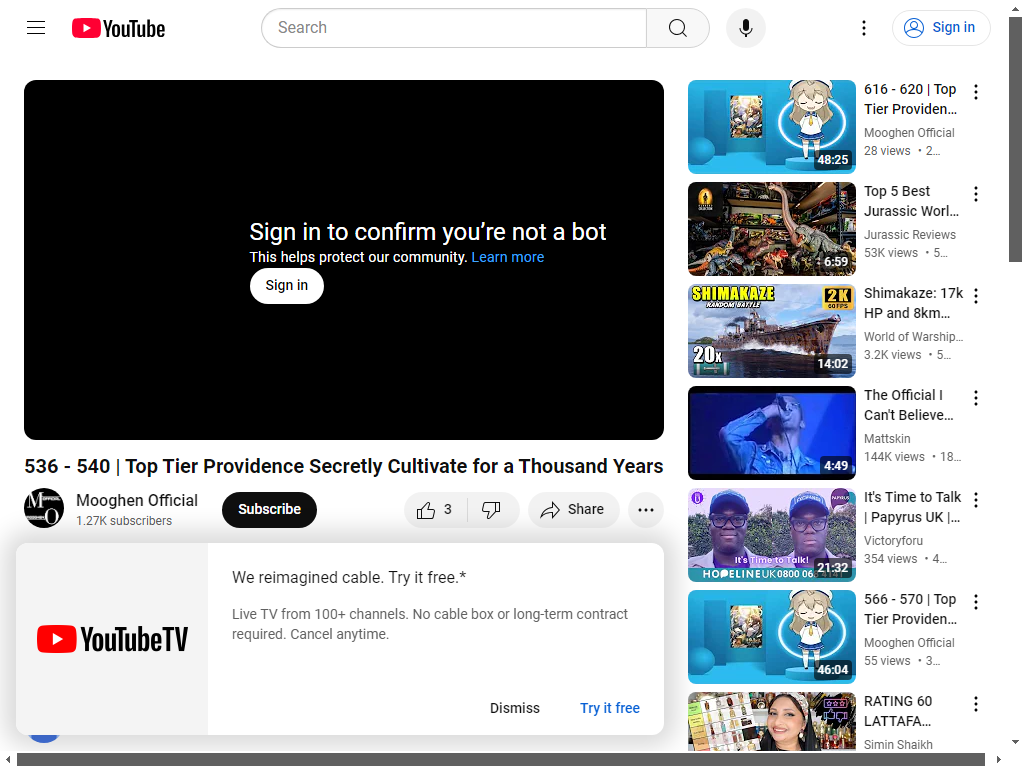 YouTube
Search
Sign in
Sign in to confirm you’re not a bot
This helps protect our community. Learn more
Sign in
536 - 540 | Top Tier Providence Secretly Cultivate for a Thousand Years
Mooghen Official
1.27K subscribers
Subscribe
3
Share
We reimagined cable. Try it free.*
Live TV from 100+ channels. No cable box or long-term contract
required. Cancel anytime.
YouTubeTV
Dismiss
Try it free
48:25
616 - 620 | Top
Tier Providen...
Mooghen Official
28 views • 2...
6:59
Top 5 Best
Jurassic Worl...
Jurassic Reviews
53K views • 5...
SHIMAKAZE
RANDOM BATTLE
2K
60 FPS
20x
14:02
Shimakaze: 17k
HP and 8km...
World of Warship...
3.2K views • 5...
4:49
The Official I
Can't Believe...
Mattskin
144K views • 18...
PAPYRUS
It's Time to Talk!
HOPELINEUK 0800 06
21:32
It's Time to Talk
| Papyrus UK |...
Victoryforu
354 views • 4...
46:04
566 - 570 | Top
Tier Providen...
Mooghen Official
55 views • 3...
RATING 60
LATTAFA...
Simin Shaikh